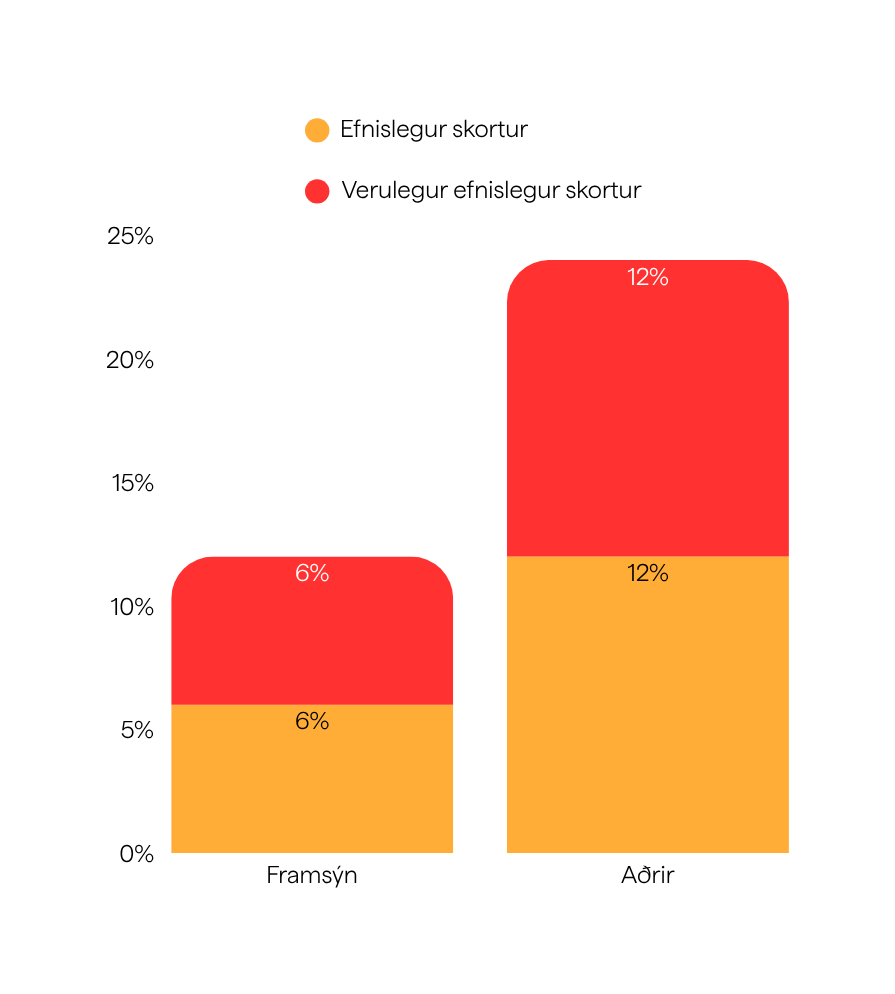 Efnislegur skortur
Verulegur efnislegur skortur
25%
20%
15%
10%
5%
0%
12%
6%
12%
6%
Framsýn
Aðrir